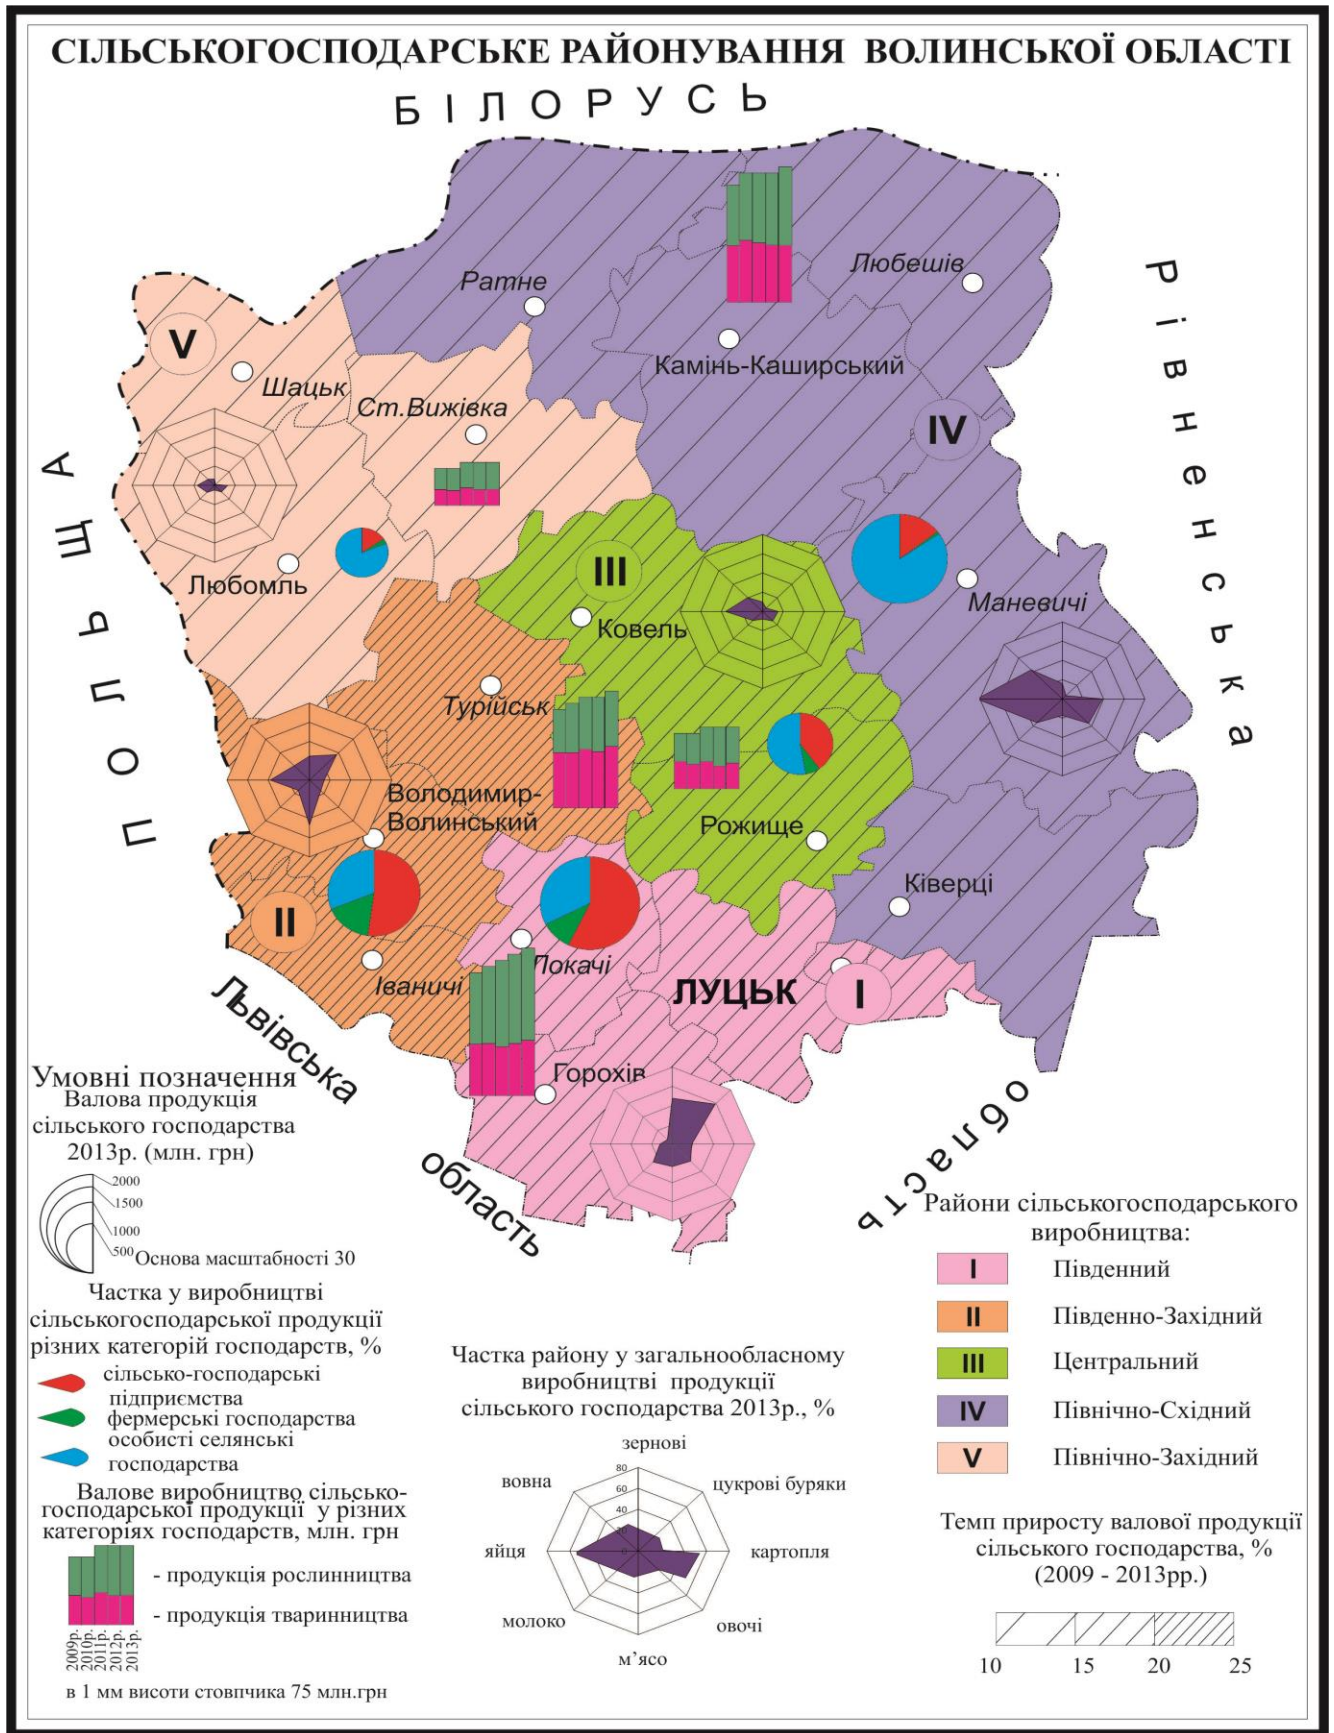 СІЛЬСЬКОГОСПОДАРСЬКЕ РАЙОНУВАННЯ ВОЛИНСЬКОЇ ОБЛАСТІ
БІЛОРУСЬ
ПОЛЬЩА
Рівненська
область
Львівська
область
Ратне
Любешів
Камінь-Каширський
V
Шацьк
Ст.Вижівка
IV
Любомль
III
Ковель
Маневичі
Турійськ
Володимир-
Волинський
Рожище
Ківерці
II
Іваничі
Локачі
ЛУЦЬК
I
Горохів
Умовні позначення
Валова продукція
сільського господарства
2013р. (млн. грн)
2000
1500
1000
500
Основа масштабності 30
Частка у виробництві
сільськогосподарської продукції
різних категорій господарств, %
сільсько-господарські
підприємства
фермерські господарства
особисті селянські
господарства
Валове виробництво сільсько-
господарської продукції у різних
категоріях господарств, млн. грн
- продукція рослинництва
- продукція тваринництва
2009р.
2010р.
2011р.
2012р.
2013р.
в 1 мм висоти стовпчика 75 млн.грн
Частка району у загальнообласному
виробництві продукції
сільського господарства 2013р., %
зернові
цукрові буряки
картопля
овочі
м'ясо
молоко
яйця
вовна
80
60
40
20
0
Райони сільськогосподарського
виробництва:
I Південний
II Південно-Західний
III Центральний
IV Північно-Східний
V Північно-Західний
Темп приросту валової продукції
сільського господарства, %
(2009 - 2013рр.)
10 15 20 25